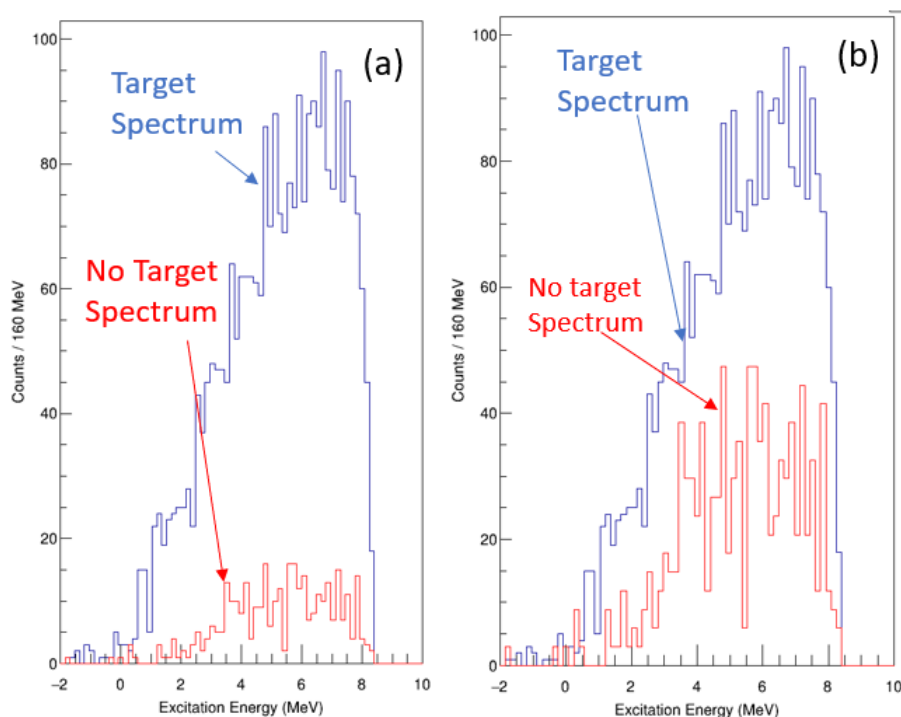 (a)
Target
Spectrum
No Target
Spectrum
Counts / 160 MeV
100
80
60
40
20
0
−2 0 2 4 6 8 10
Excitation Energy (MeV)
(b)
Target
Spectrum
No target
Spectrum
Counts / 160 MeV
100
80
60
40
20
0
−2 0 2 4 6 8 10
Excitation Energy (MeV)